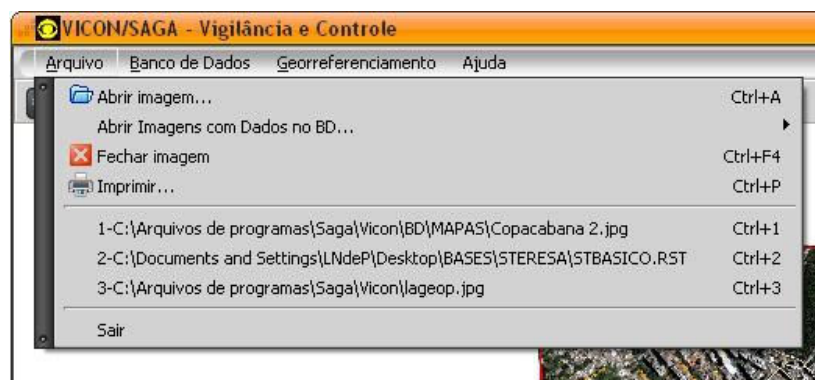 VICON/SAGA - Vigilância e Controle
Arquivo Banco de Dados Georreferenciamento Ajuda
Abrir imagem... Ctrl+A
Abrir Imagens com Dados no BD...
Fechar imagem Ctrl+F4
Imprimir... Ctrl+P
1-C:\Arquivos de programas\Saga\Vicon\BD\MAPAS\Copacabana 2.jpg Ctrl+1
2-C:\Documents and Settings\LNdeP\Desktop\BASES\STERESA\STBASICO.RST Ctrl+2
3-C:\Arquivos de programas\Saga\Vicon\lageop.jpg Ctrl+3
Sair